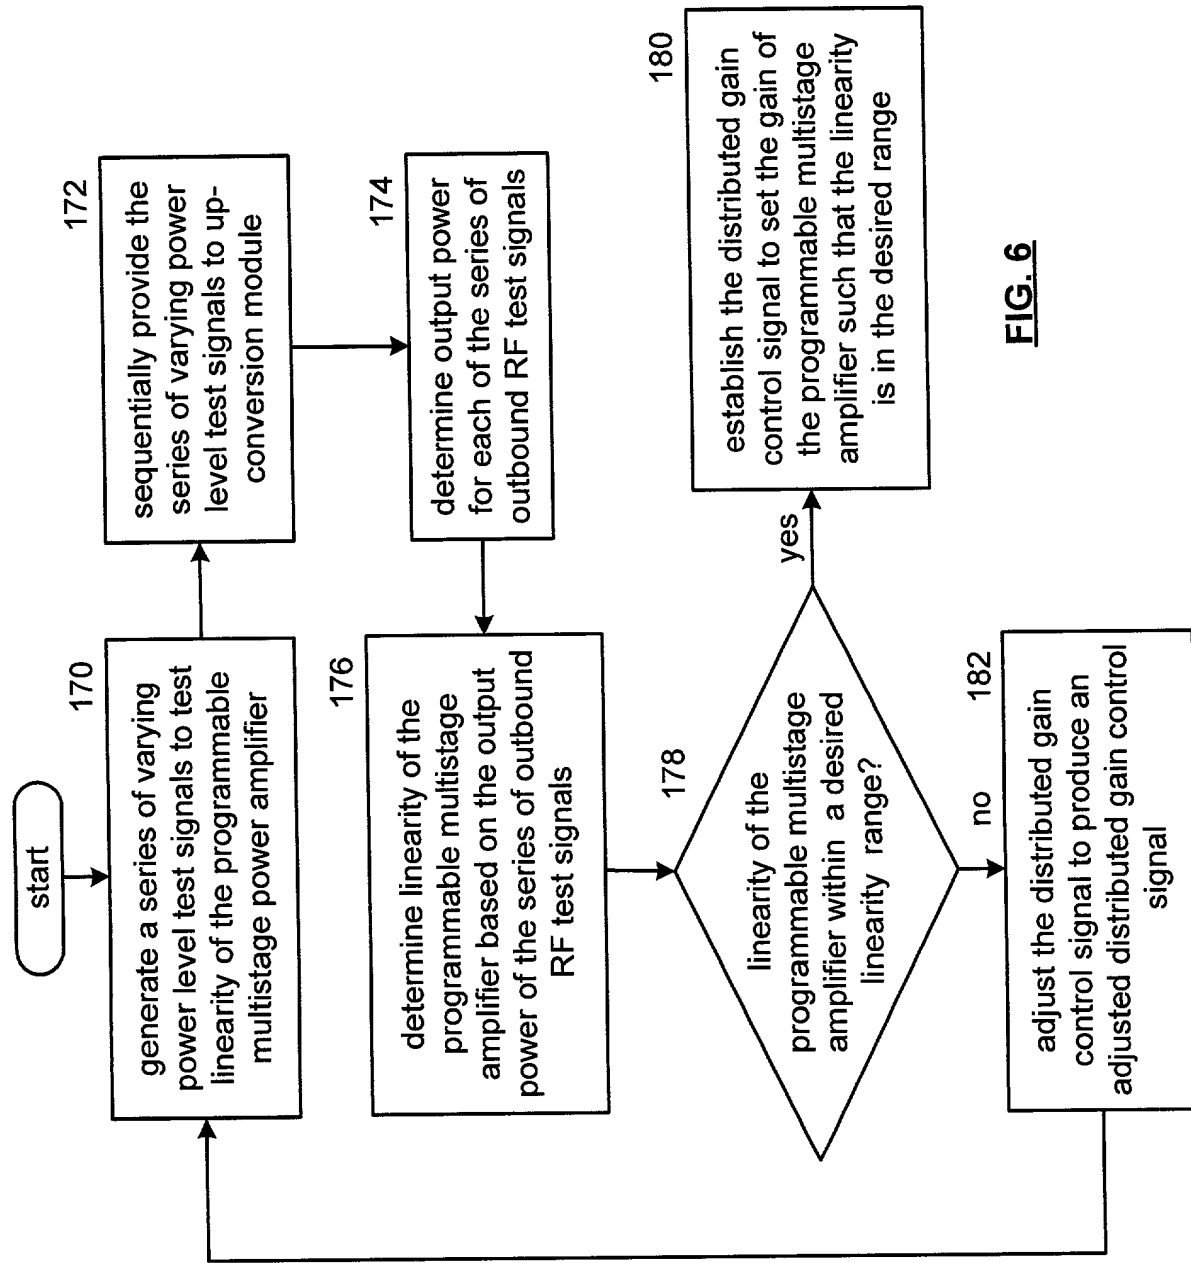 start
170
generate a series of varying
power level test signals to test
linearity of the programmable
multistage power amplifier
172
sequentially provide the
series of varying power
level test signals to up-
conversion module
174
determine output power
for each of the series of
outbound RF test signals
176
determine linearity of the
programmable multistage
amplifier based on the output
power of the series of outbound
RF test signals
178
linearity of the
programmable multistage
amplifier within a desired
linearity range?
yes
180
establish the distributed gain
control signal to set the gain of
the programmable multistage
amplifier such that the linearity
is in the desired range
no
182
adjust the distributed gain
control signal to produce an
adjusted distributed gain control
signal
FIG. 6